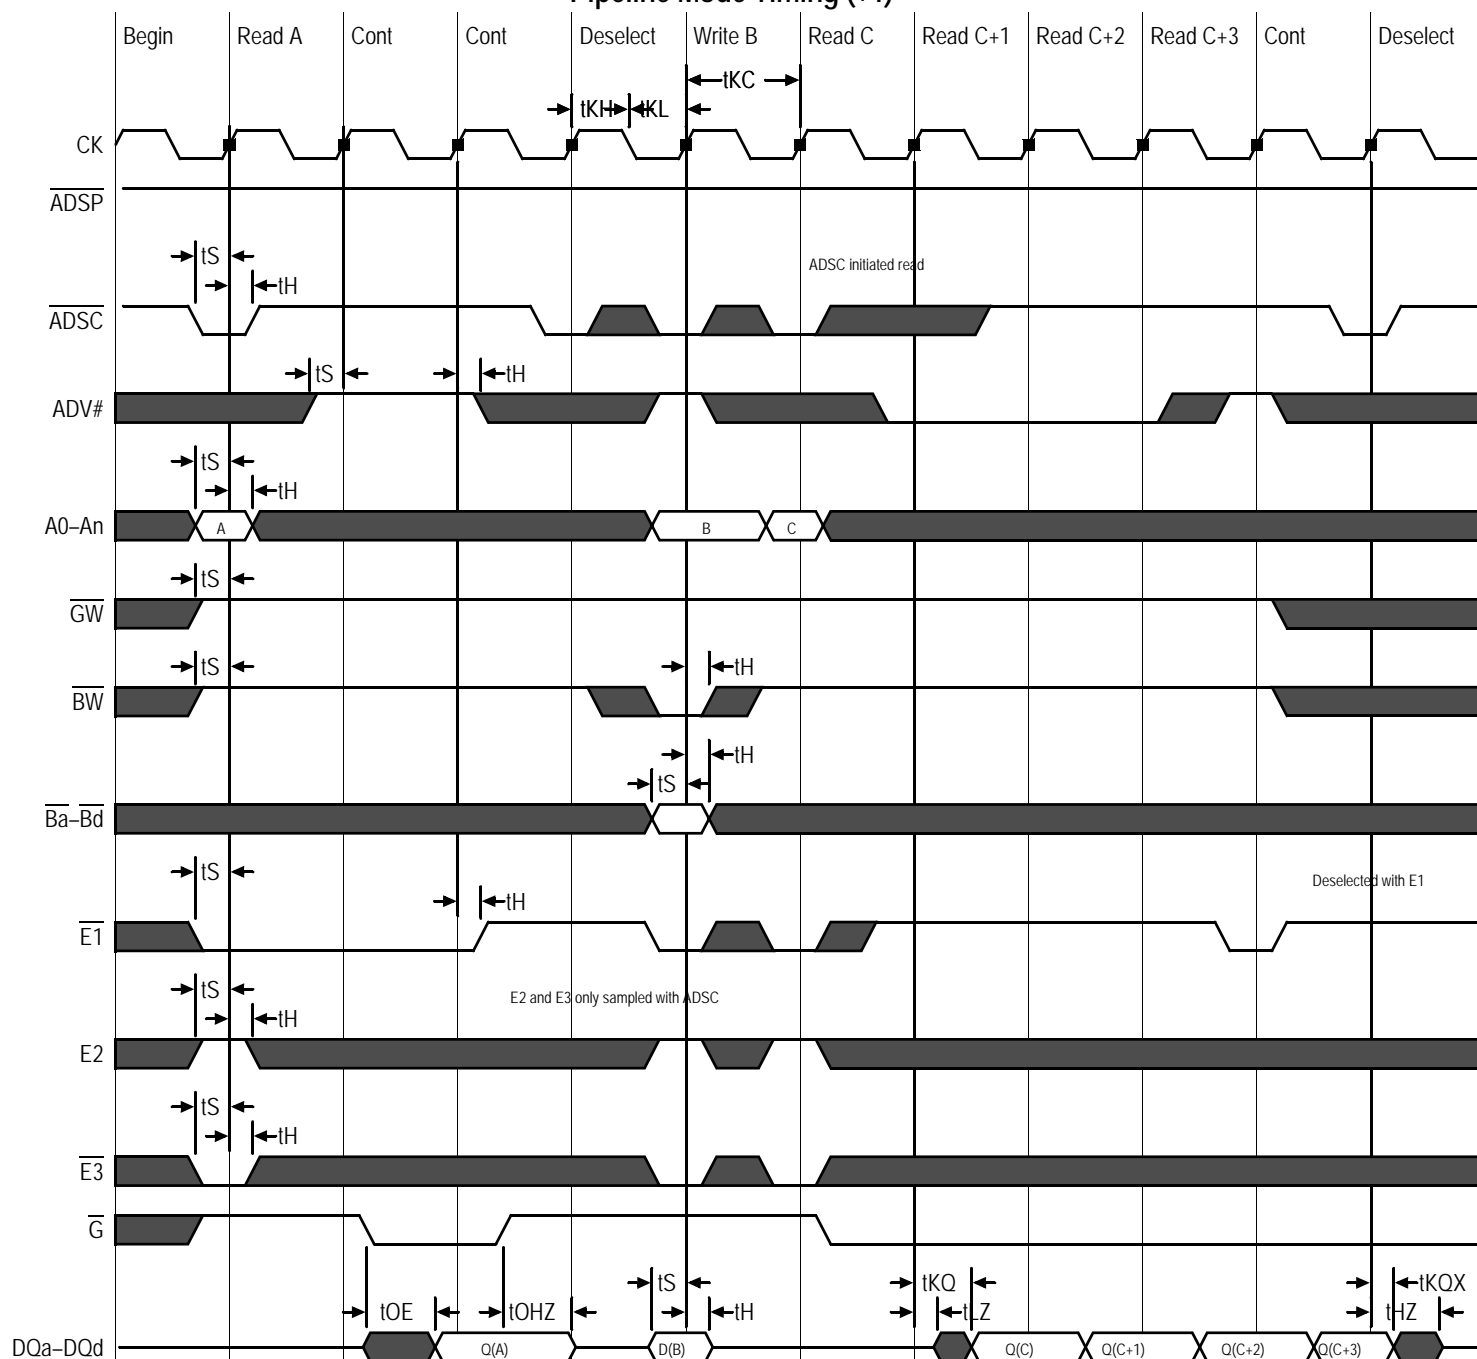 Pipeline Mode Timing (+1)
Begin Read A Cont Cont Deselect Write B Read C Read C+1 Read C+2 Read C+3 Cont Deselect
tKC
tKH tKL
CK
ADSP
tS
ADSC initiated read
tH
ADSC
tS tH
ADV#
tS
tH
A0–An A B C
tS
GW
tS tH
BW
tH
tS
Ba–Bd
tS
Deselected with E1
tH
E1
tS
E2 and E3 only sampled with ADSC
tH
E2
tS
tH
E3
G
tS tKQ tKQX
tOE tOHZ tH tLZ tHZ
DQa–DQd Q(A) D(B) Q(C) Q(C+1) Q(C+2) Q(C+3)